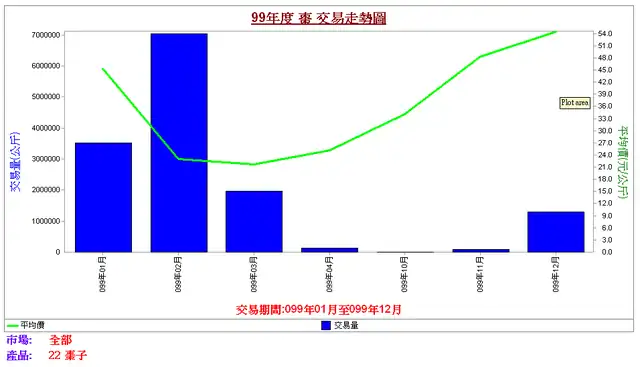 99年度 棗 交易走勢圖
7000000
6000000
5000000
4000000
3000000
2000000
1000000
0
交易量(公斤)
54.0
51.0
48.0
45.0
42.0
39.0
36.0
33.0
30.0
27.0
24.0
21.0
18.0
15.0
12.0
9.0
6.0
3.0
0.0
平均價(元/公斤)
Plot area
099年01月
099年02月
099年03月
099年04月
099年10月
099年11月
099年12月
交易期間:099年01月至099年12月
平均價 交易量
市場: 全部
產品: 22 棗子